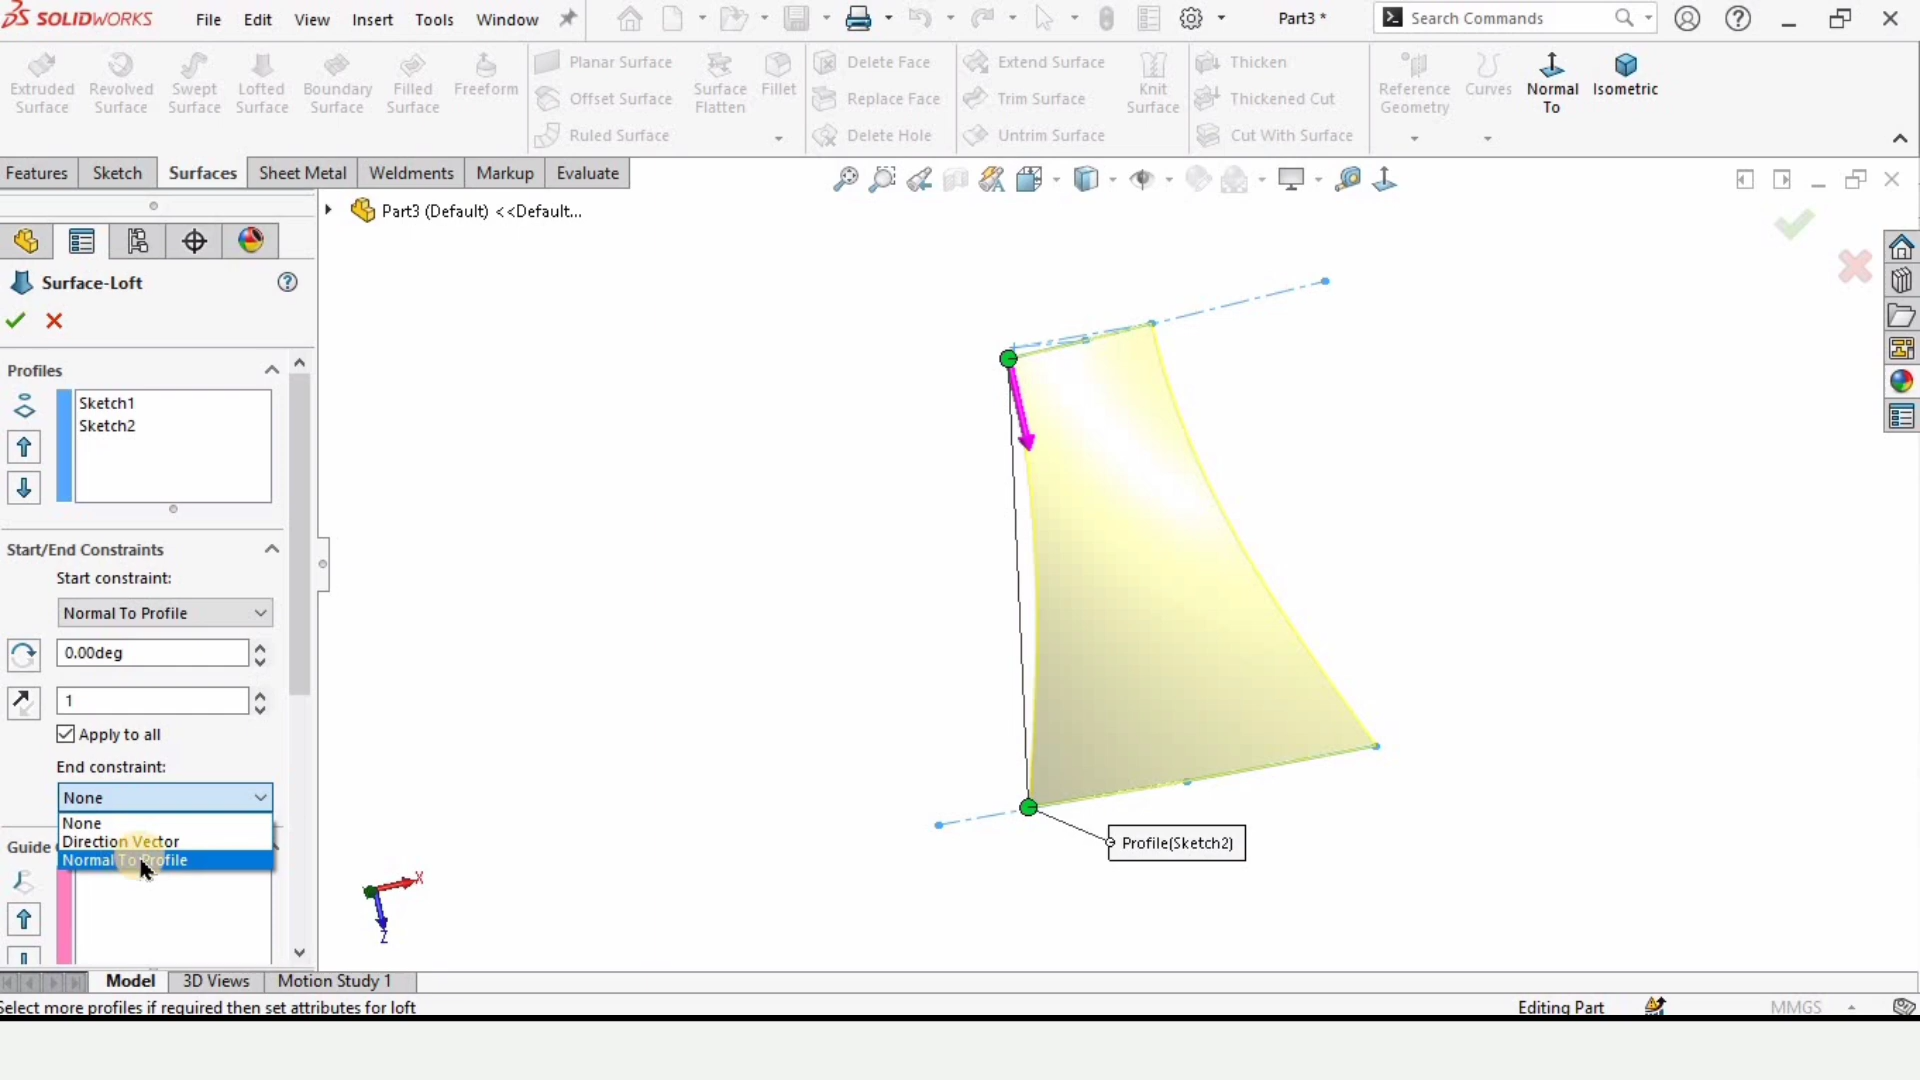 SOLIDWORKS File Edit View Insert Tools Window Part3 * Search Commands
Extruded Surface
Revolved Surface
Swept Surface
Lofted Surface
Boundary Surface
Filled Surface
Freeform
Planar Surface
Offset Surface
Ruled Surface
Surface Flatten
Fillet
Delete Face
Replace Face
Delete Hole
Extend Surface
Trim Surface
Untrim Surface
Knit Surface
Thicken
Thickened Cut
Cut With Surface
Reference Geometry
Curves
Normal To
Isometric
Features Sketch Surfaces Sheet Metal Weldments Markup Evaluate
Part3 (Default) <<Default...
Surface-Loft
Profiles
Sketch1
Sketch2
Start/End Constraints
Start constraint:
Normal To Profile
0.00deg
1
Apply to all
End constraint:
None
None
Direction Vector
Normal To Profile
Guide
Profile(Sketch2)
X
Z
Model 3D Views Motion Study 1
Select more profiles if required then set attributes for loft Editing Part MMGS